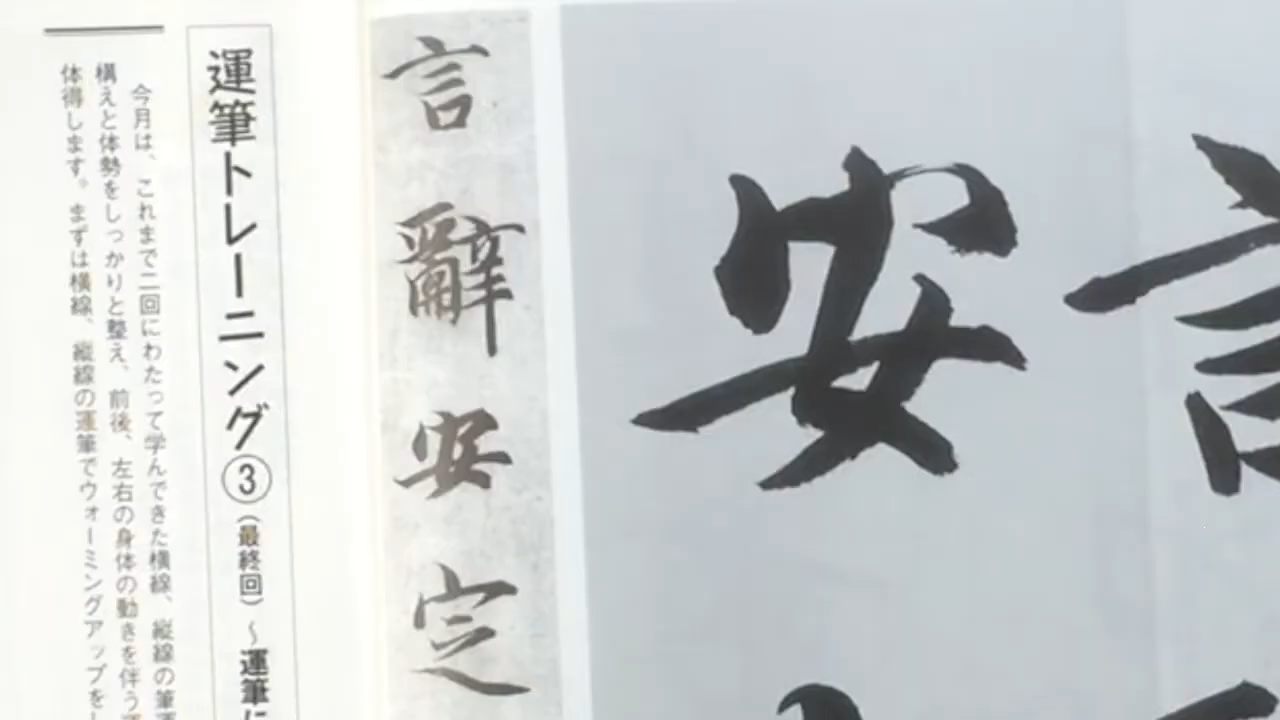 言
安
言辭安定
運筆トレーニング③(最終回)〜運筆に
今月は、これまで二回にわたって学んできた横線、縦線の筆運
構えと体勢をしっかりと整え、前後、左右の身体の動きを伴う
体得します。まずは横線、縦線の運筆でウォーミングアップをし